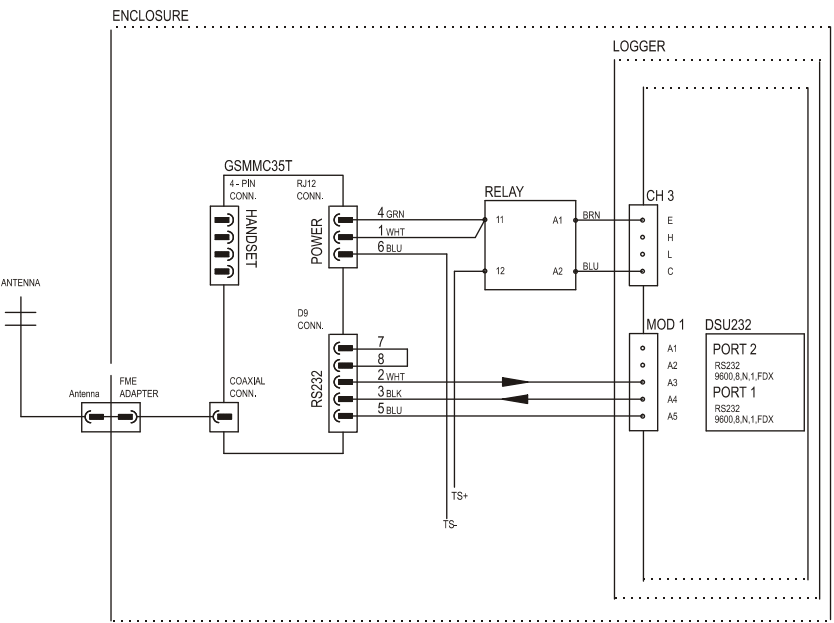 ENCLOSURE
LOGGER
GSMMC35T
4 - PIN
CONN.
RJ12
CONN.
HANDSET
POWER
4 GRN
1 WHT
6 BLU
RELAY
11
A1
12
A2
BRN
BLU
CH 3
E
H
L
C
ANTENNA
D9
CONN.
RS232
7
8
2 WHT
3 BLK
5 BLU
MOD 1
A1
A2
A3
A4
A5
DSU232
PORT 2
RS232
9600,8,N,1,FDX
PORT 1
RS232
9600,8,N,1,FDX
Antenna
FME
ADAPTER
COAXIAL
CONN.
TS+
TS-